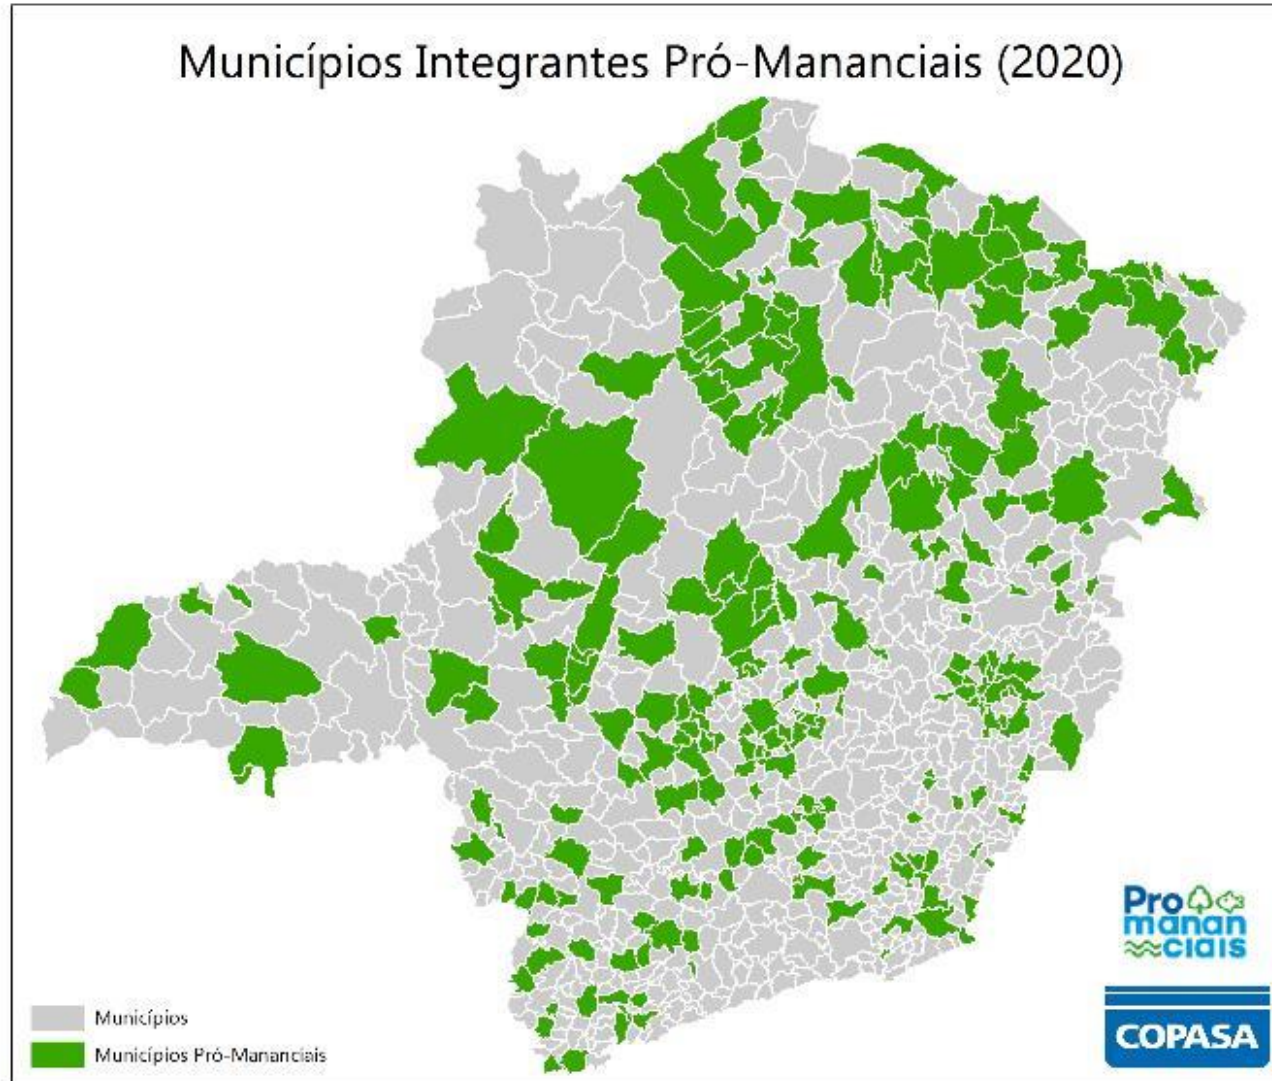 Municípios Integrantes Pró-Mananciais (2020)
Pro
manan
ciais
COPASA
Municípios
Municípios Pró-Mananciais